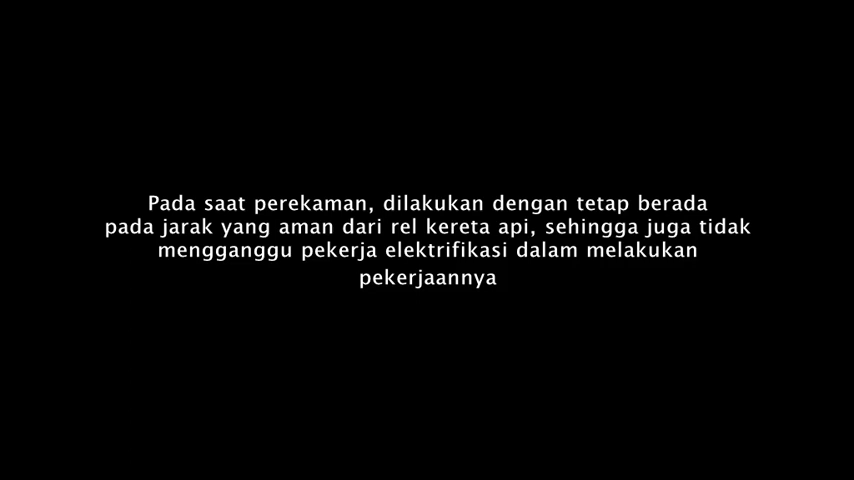 Pada saat perekaman, dilakukan dengan tetap berada
pada jarak yang aman dari rel kereta api, sehingga juga tidak
mengganggu pekerja elektrifikasi dalam melakukan
pekerjaannya